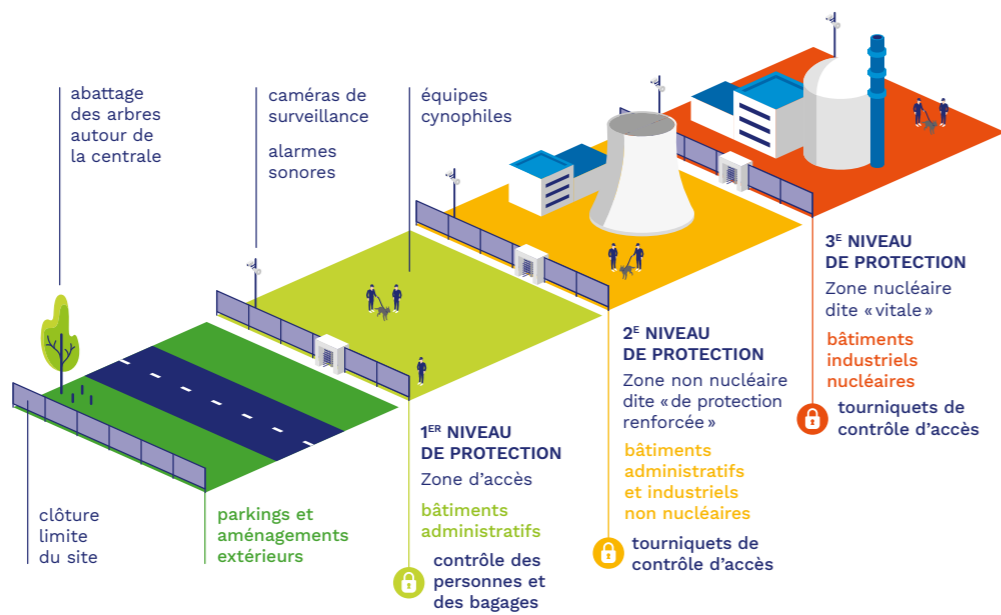 abattage
des arbres
autour de
la centrale
caméras de
surveillance
alarmes
sonores
équipes
cynophiles
clôture
limite
du site
parkings et
aménagements
extérieurs
1ER NIVEAU
DE PROTECTION
Zone d’accès
bâtiments
administratifs
contrôle des
personnes et
des bagages
2E NIVEAU
DE PROTECTION
Zone non nucléaire
dite « de protection
renforcée »
bâtiments
administratifs
et industriels
non nucléaires
tourniquets de
contrôle d’accès
3E NIVEAU
DE PROTECTION
Zone nucléaire
dite « vitale »
bâtiments
industriels
nucléaires
tourniquets de
contrôle d’accès